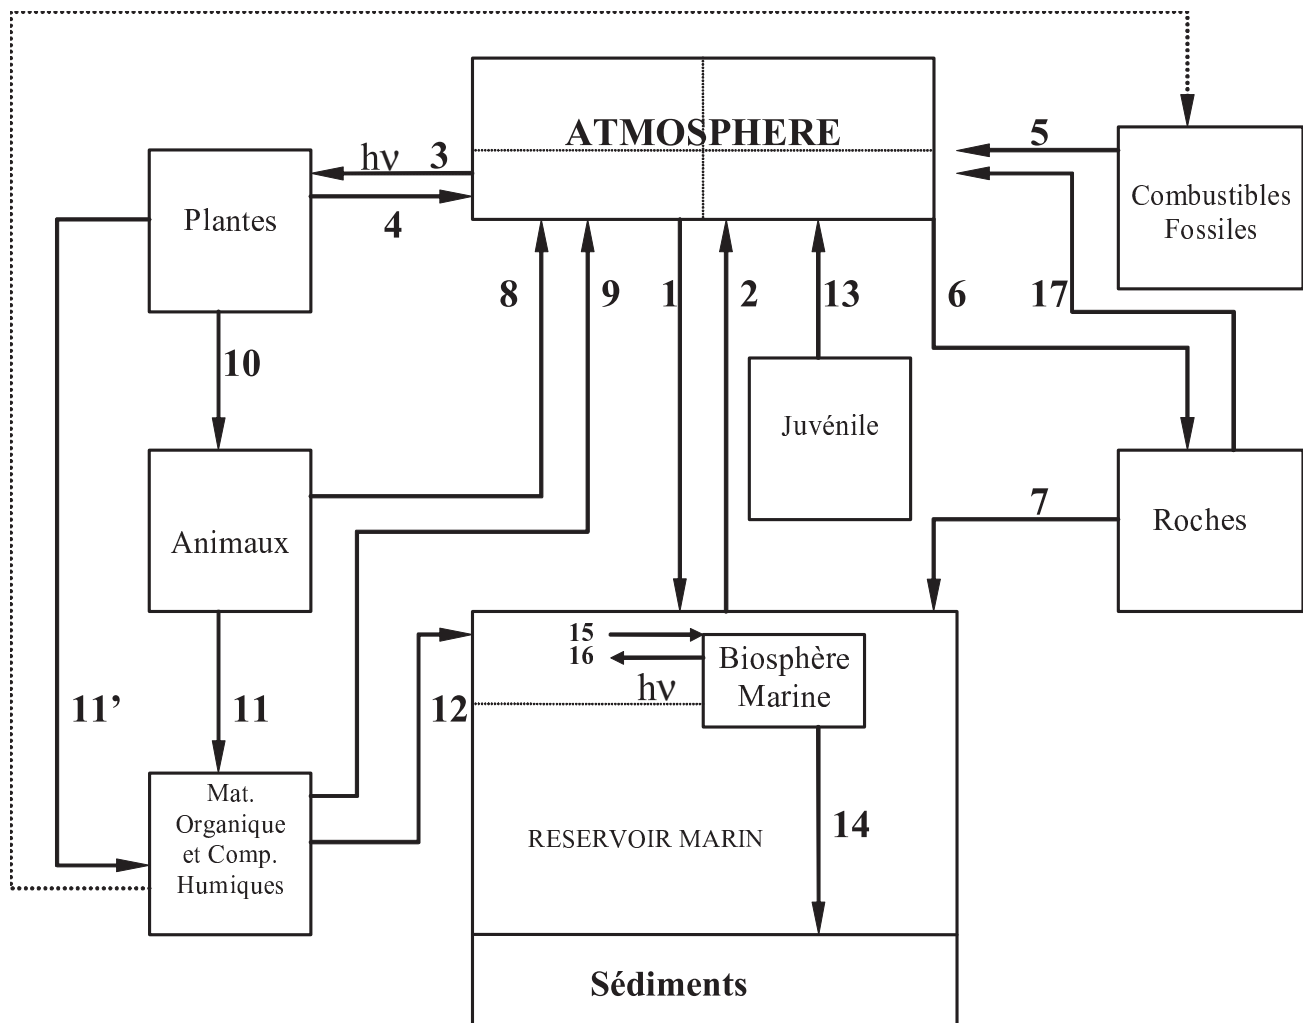 ATMOSPHERE
hν
3
4
5
Combustibles
Fossiles
Plantes
8
9
1
2
13
6
17
10
Juvénile
Animaux
7
Roches
15
16
hν
Biosphère
Marine
11’
11
12
Mat.
Organique
et Comp.
Humiques
RESERVOIR MARIN
14
Sédiments